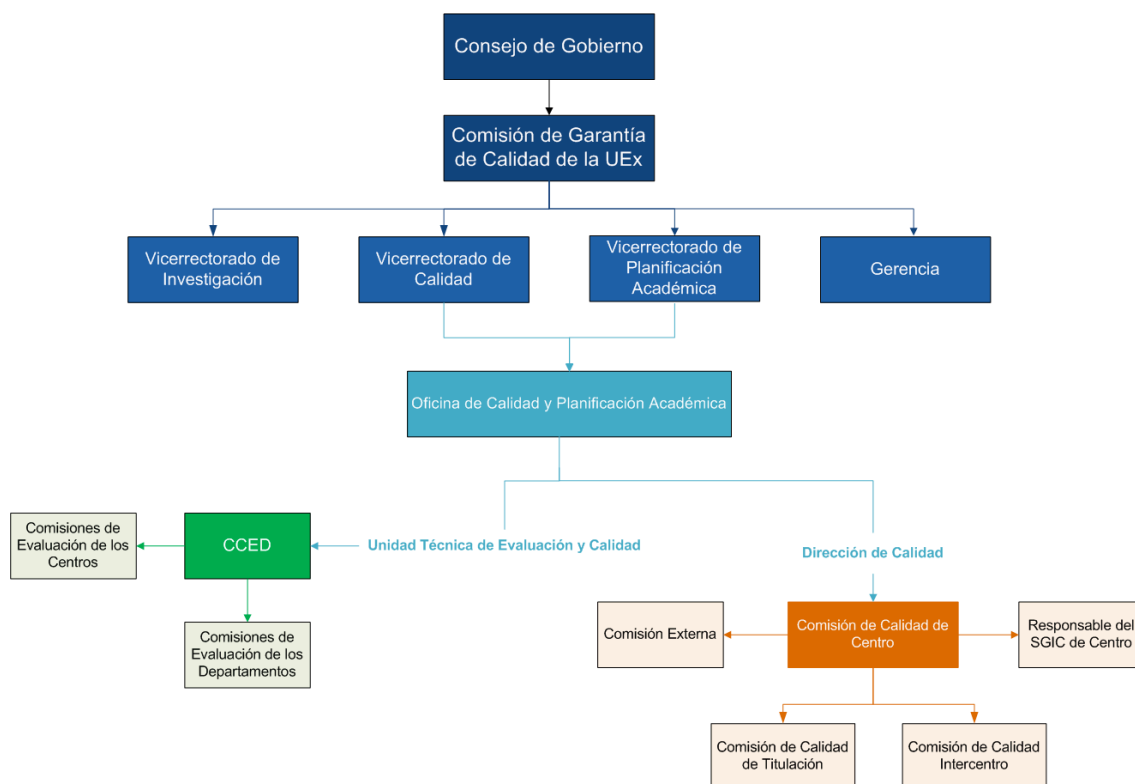 Consejo de Gobierno
Comisión de Garantía
de Calidad de la UEx
Vicerrectorado de
Investigación
Vicerrectorado de
Calidad
Vicerrectorado de
Planificación
Académica
Gerencia
Oficina de Calidad y Planificación Académica
Comisiones de
Evaluación de los
Centros
CCED
Unidad Técnica de Evaluación y Calidad
Dirección de Calidad
Comisiones de
Evaluación de los
Departamentos
Comisión Externa
Comisión de Calidad de
Centro
Responsable del
SGIC de Centro
Comisión de Calidad
de Titulación
Comisión de Calidad
Intercentro